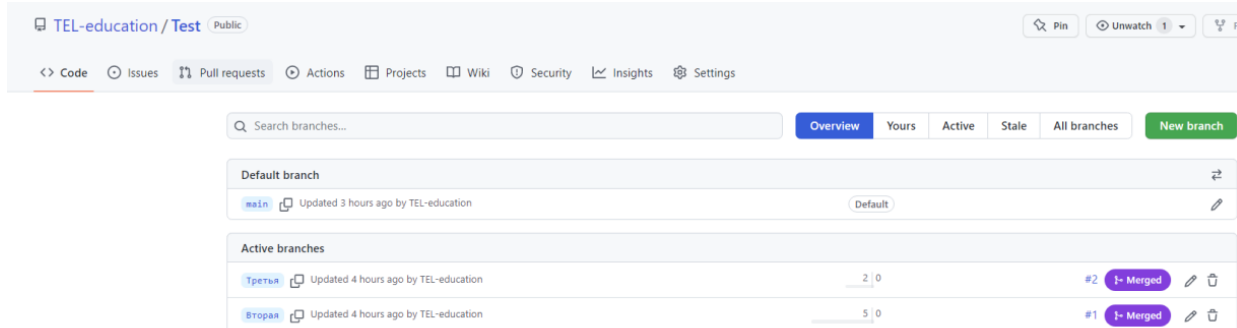 TEL-education / Test Public
Pin Unwatch 1
Code Issues Pull requests Actions Projects Wiki Security Insights Settings
Search branches... Overview Yours Active Stale All branches New branch
Default branch
main Updated 3 hours ago by TEL-education Default
Active branches
Третья Updated 4 hours ago by TEL-education 2 0 #2 Merged
Вторая Updated 4 hours ago by TEL-education 5 0 #1 Merged